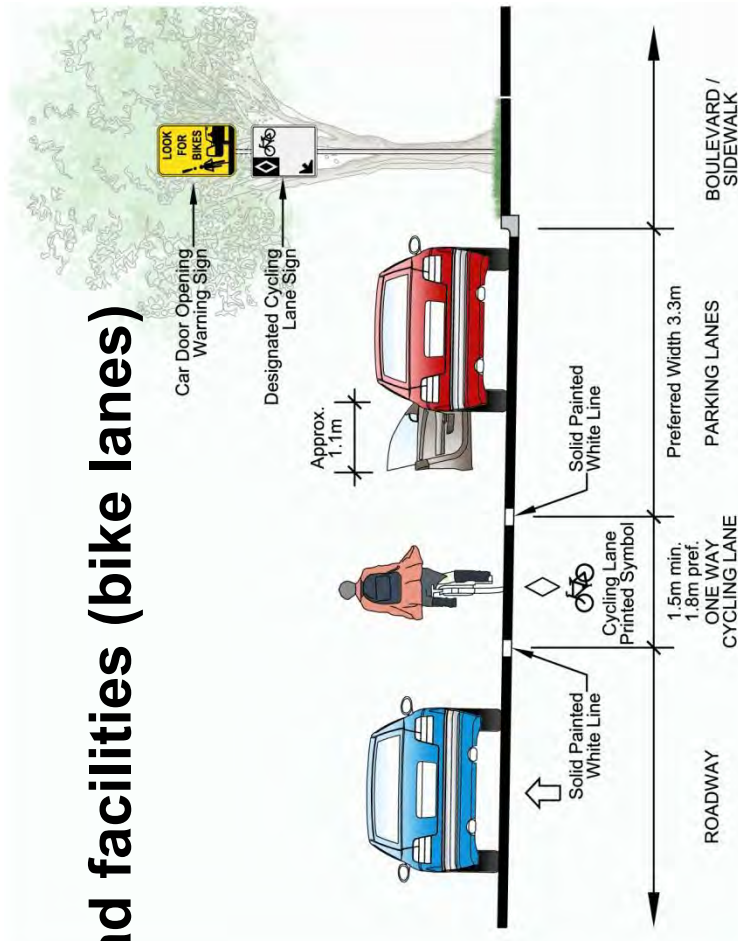 nd facilities (bike lanes)
LOOK
FOR
BIKES
Car Door Opening
Warning Sign
Designated Cycling
Lane Sign
Approx.
1.1m
Solid Painted
White Line
Solid Painted
White Line
Cycling Lane
Printed Symbol
Preferred Width 3.3m
1.5m min.
1.8m pref.
ONE WAY
CYCLING LANE
ROADWAY
PARKING LANES
BOULEVARD /
SIDEWALK